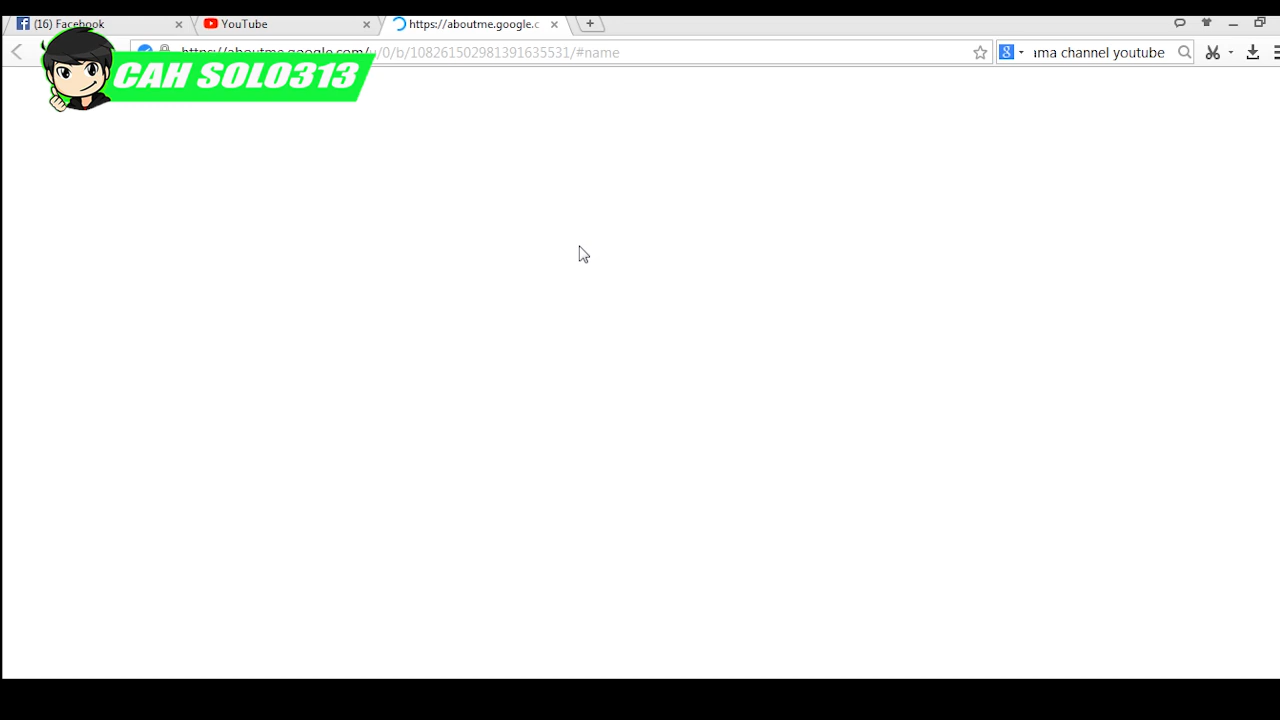 (16) Facebook
YouTube
https://aboutme.google.c
https://aboutme.google.com/u/0/b/108261502981391635531/#name
ama channel youtube
CAH SOLO313